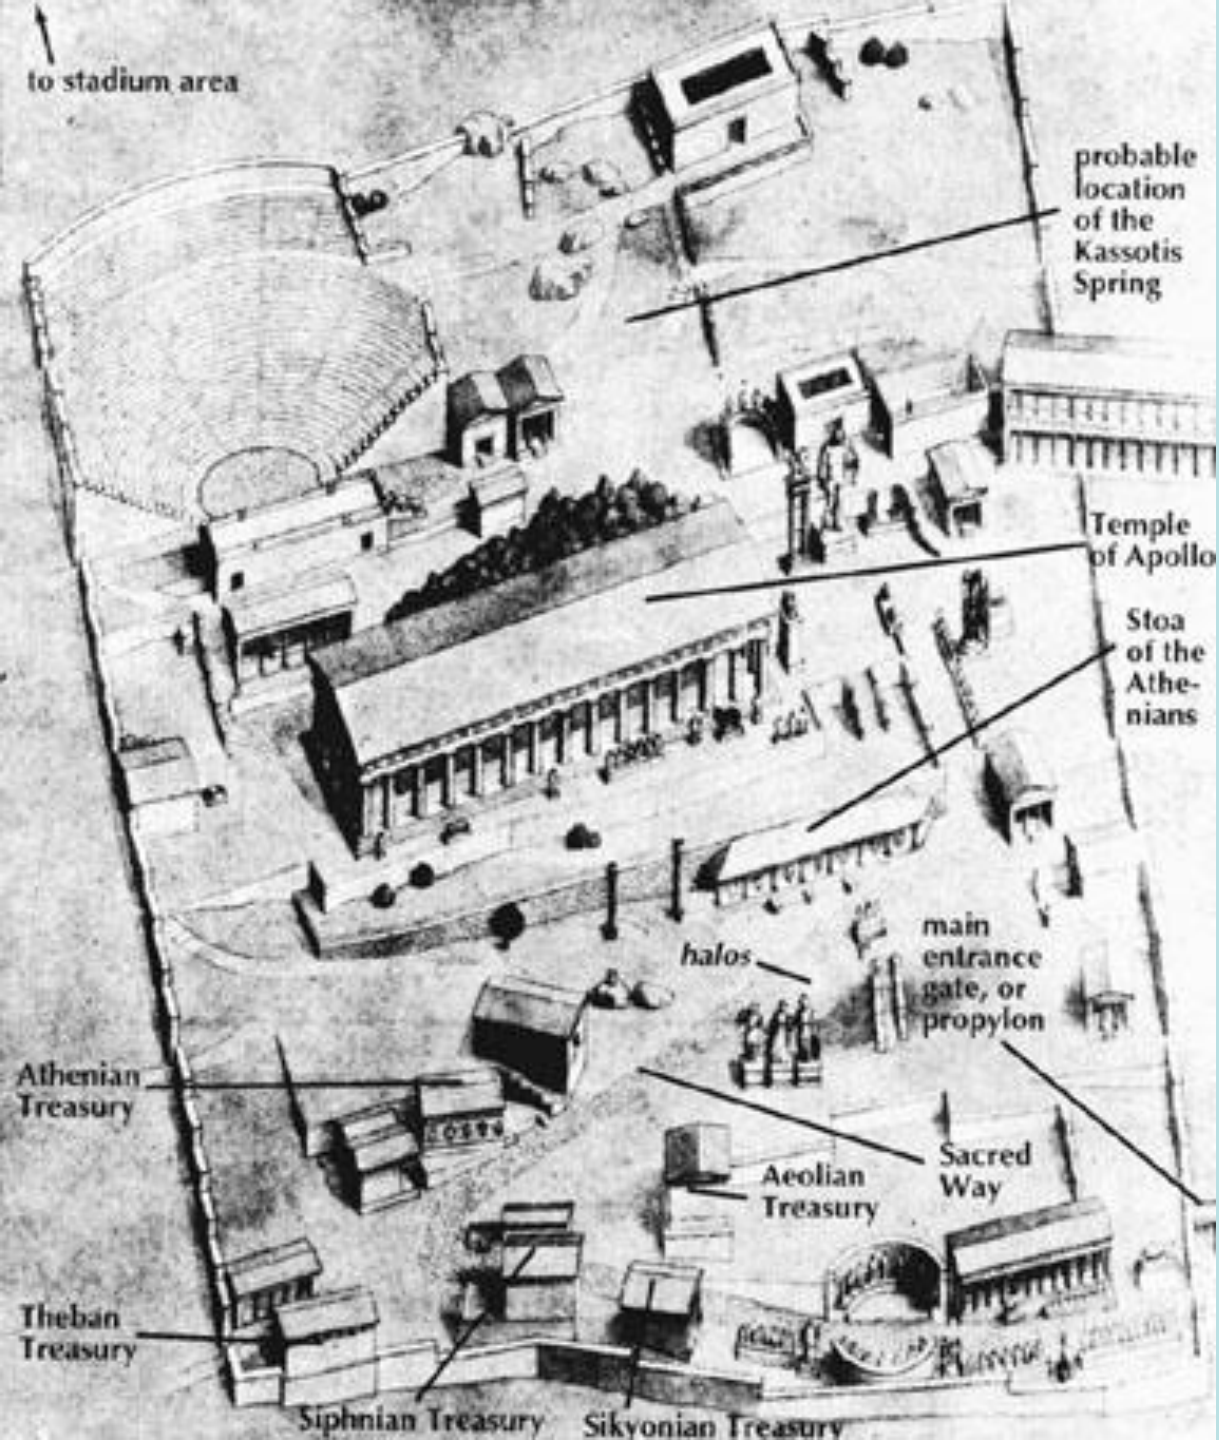 to stadium area
probable
location
of the
Kassotis
Spring
Temple
of Apollo
Stoa
of the
Athe-
nians
halos
main
entrance
gate, or
propylon
Athenian
Treasury
Sacred
Way
Aeolian
Treasury
Theban
Treasury
Siphnian Treasury
Sikyonian Treasury